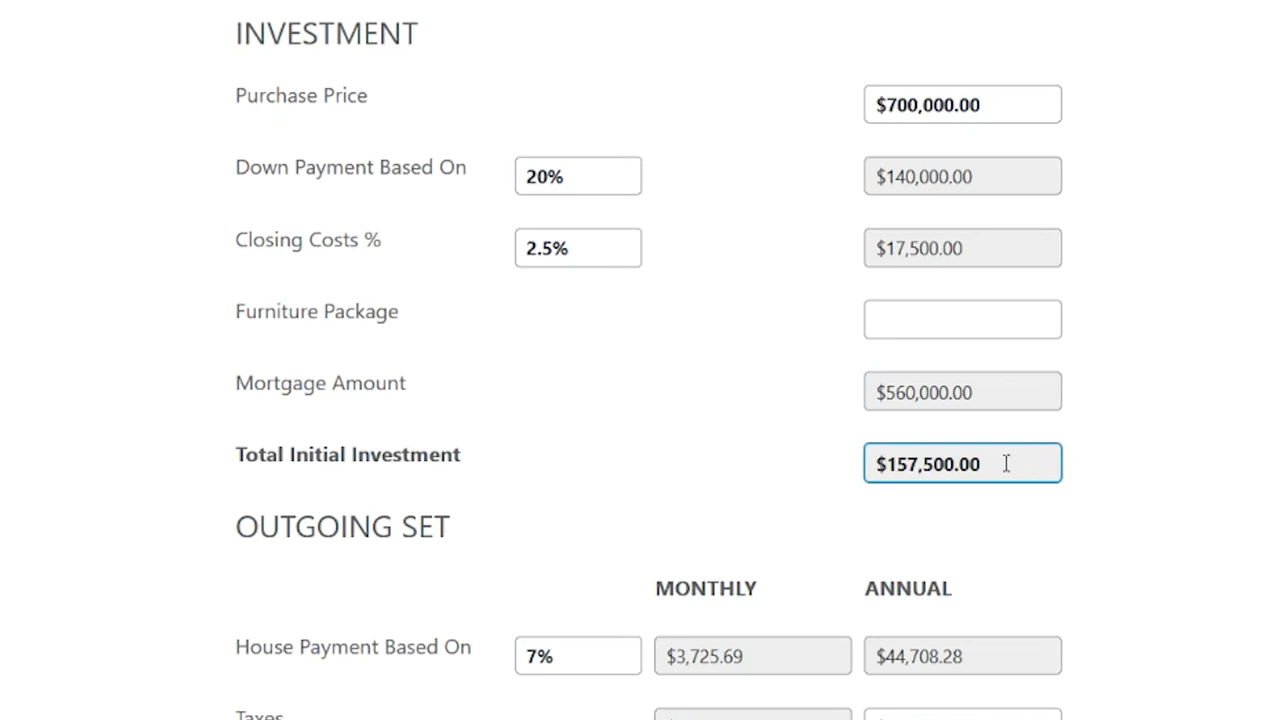 INVESTMENT
Purchase Price $700,000.00
Down Payment Based On 20% $140,000.00
Closing Costs % 2.5% $17,500.00
Furniture Package
Mortgage Amount $560,000.00
Total Initial Investment $157,500.00
OUTGOING SET
MONTHLY ANNUAL
House Payment Based On 7% $3,725.69 $44,708.28
Taxes